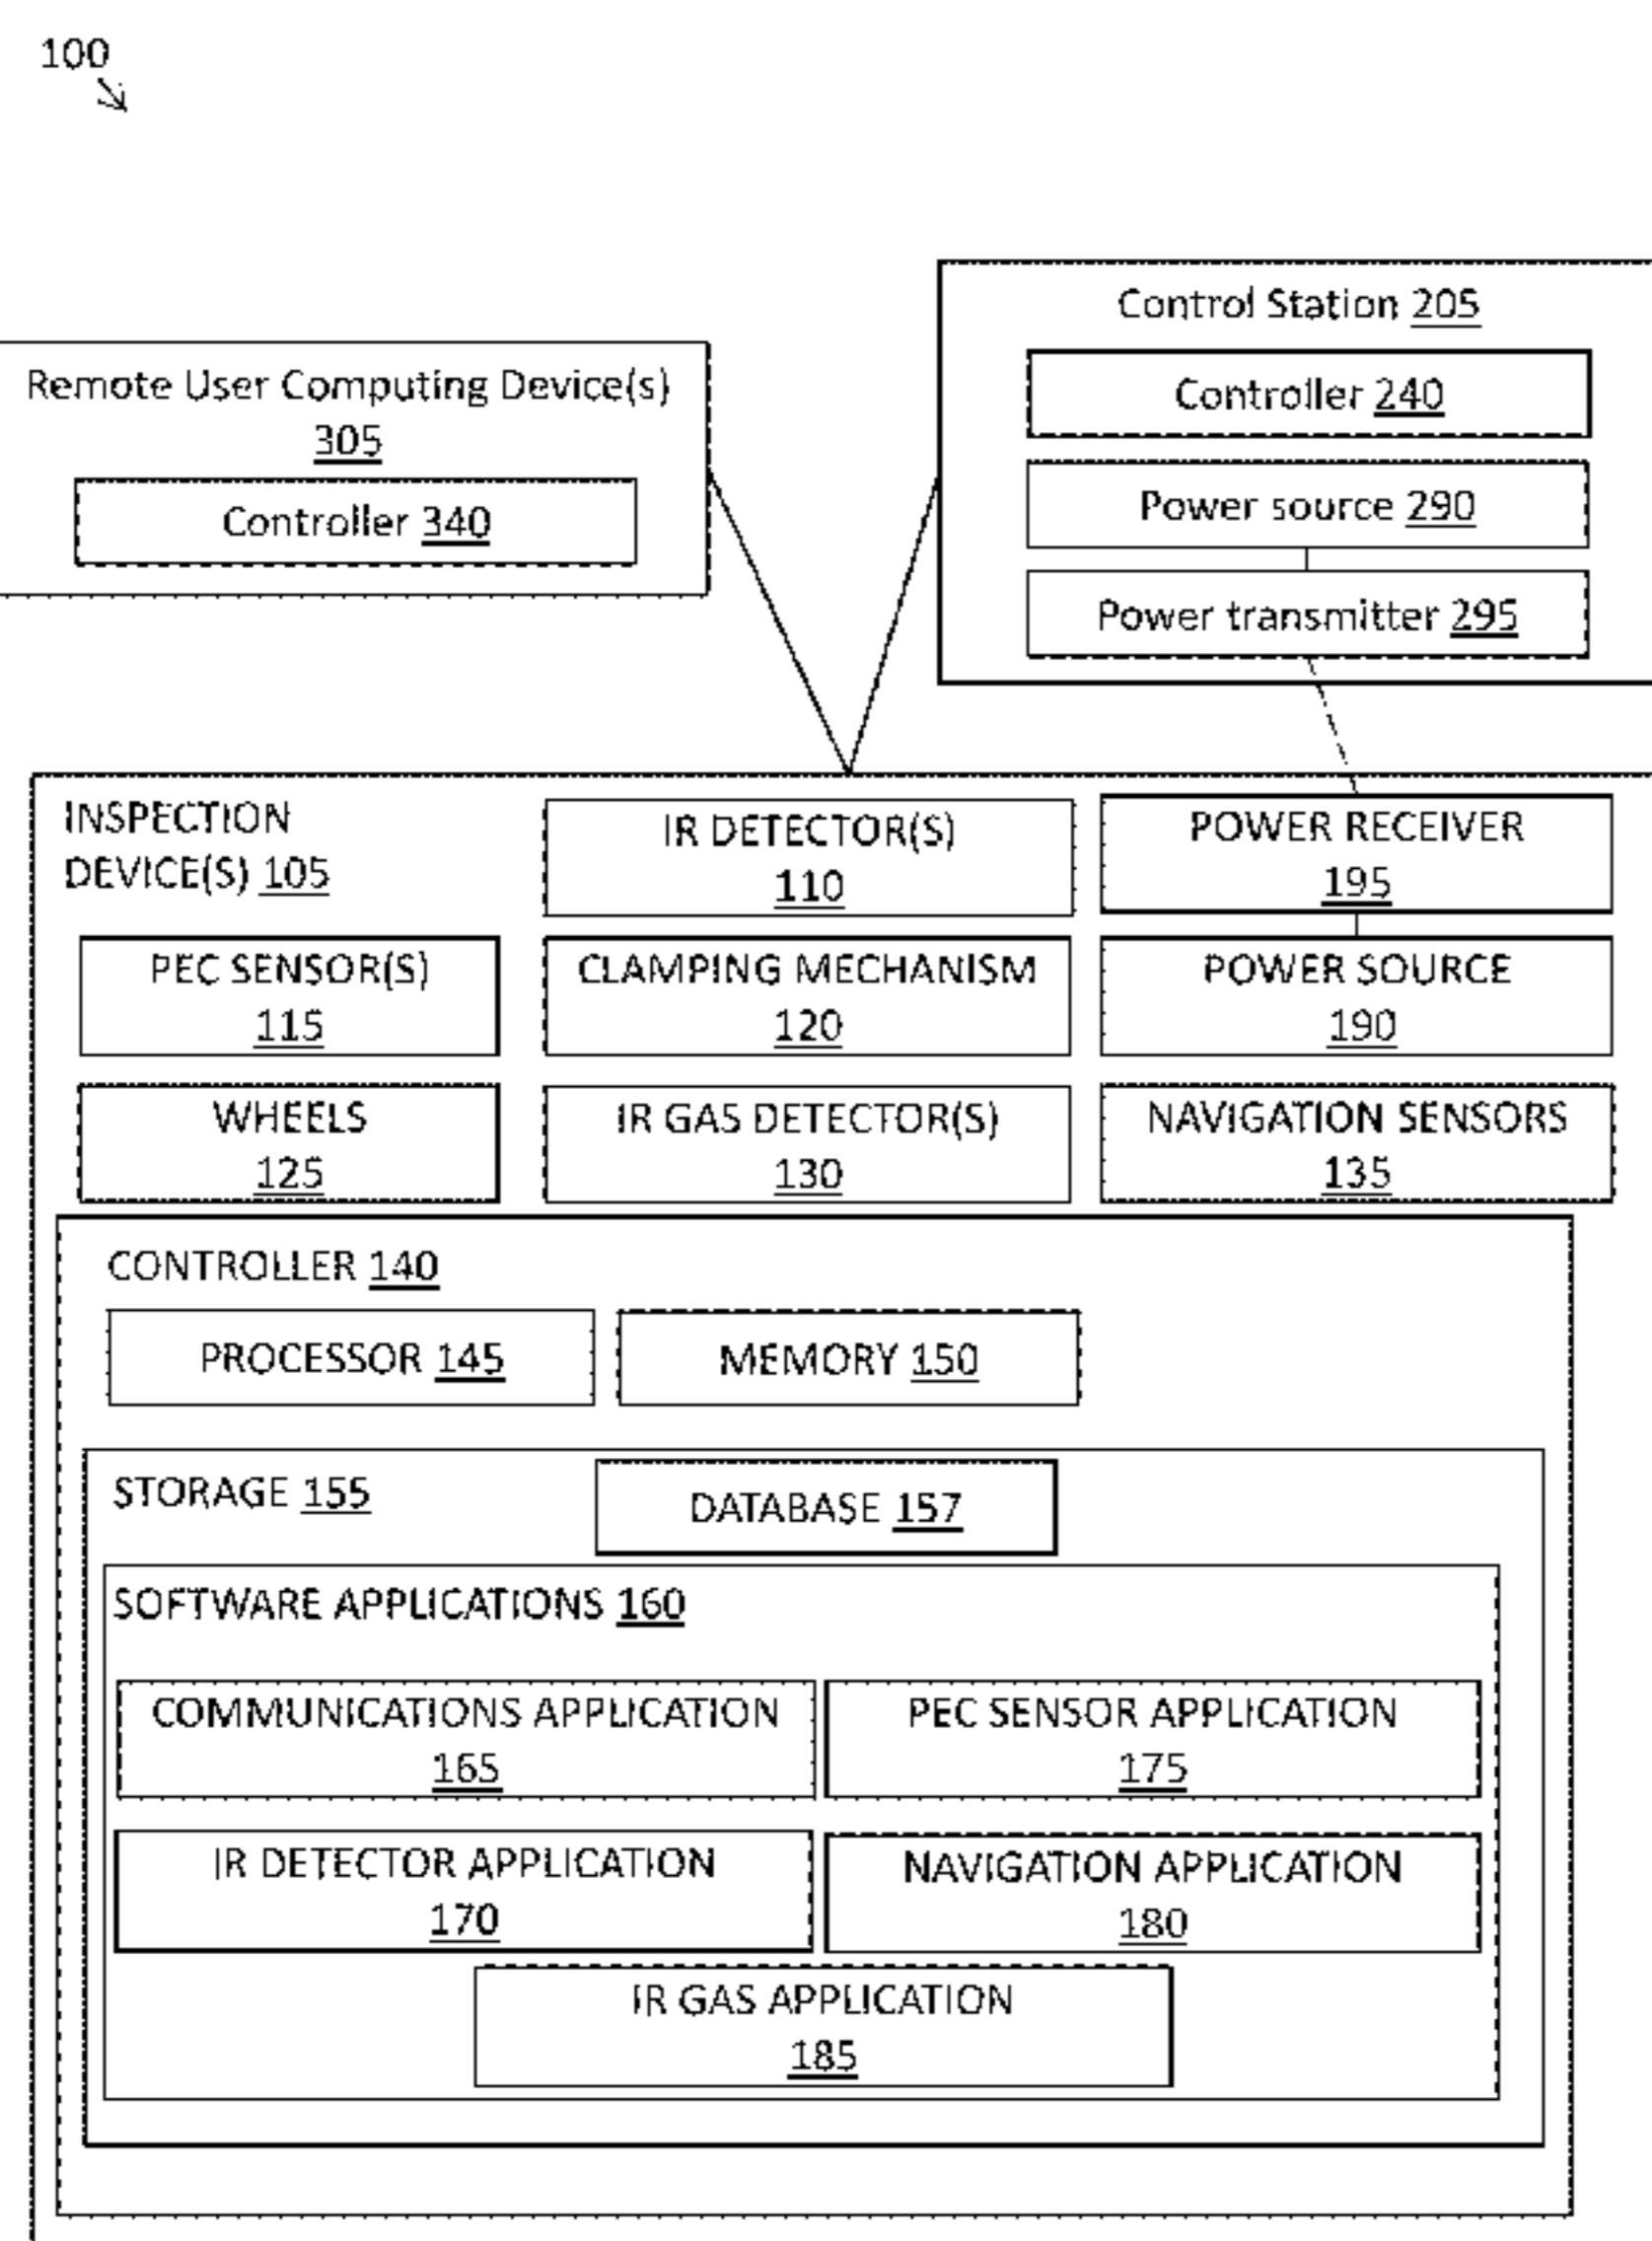 100
Control Station 205
Controller 240
Power source 290
Power transmitter 295
Remote User Computing Device(s)
305
Controller 340
INSPECTION
DEVICE(S) 105
IR DETECTOR(S)
110
POWER RECEIVER
195
PEC SENSOR(S)
115
CLAMPING MECHANISM
120
POWER SOURCE
190
WHEELS
125
IR GAS DETECTOR(S)
130
NAVIGATION SENSORS
135
CONTROLLER 140
PROCESSOR 145
MEMORY 150
STORAGE 155
DATABASE 157
SOFTWARE APPLICATIONS 160
COMMUNICATIONS APPLICATION
165
PEC SENSOR APPLICATION
175
IR DETECTOR APPLICATION
170
NAVIGATION APPLICATION
180
IR GAS APPLICATION
185